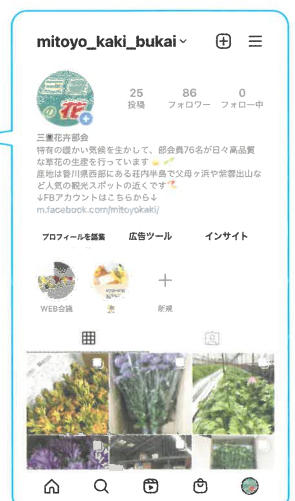 mitoyo_kaki_bukai
三豊
の花
25 86 0
投稿 フォロワー フォロー中
三豊花卉部会
特有の暖かい気候を生かして、部会員76名が日々高品質
な草花の生産を行っています
産地は香川県西部にある荘内半島で父母ヶ浜や紫雲出山な
ど人気の観光スポットの近くです
↓FBアカウントはこちらから↓
m.facebook.com/mitoyokaki/
プロフィールを編集 広告ツール インサイト
WEB会議 新規